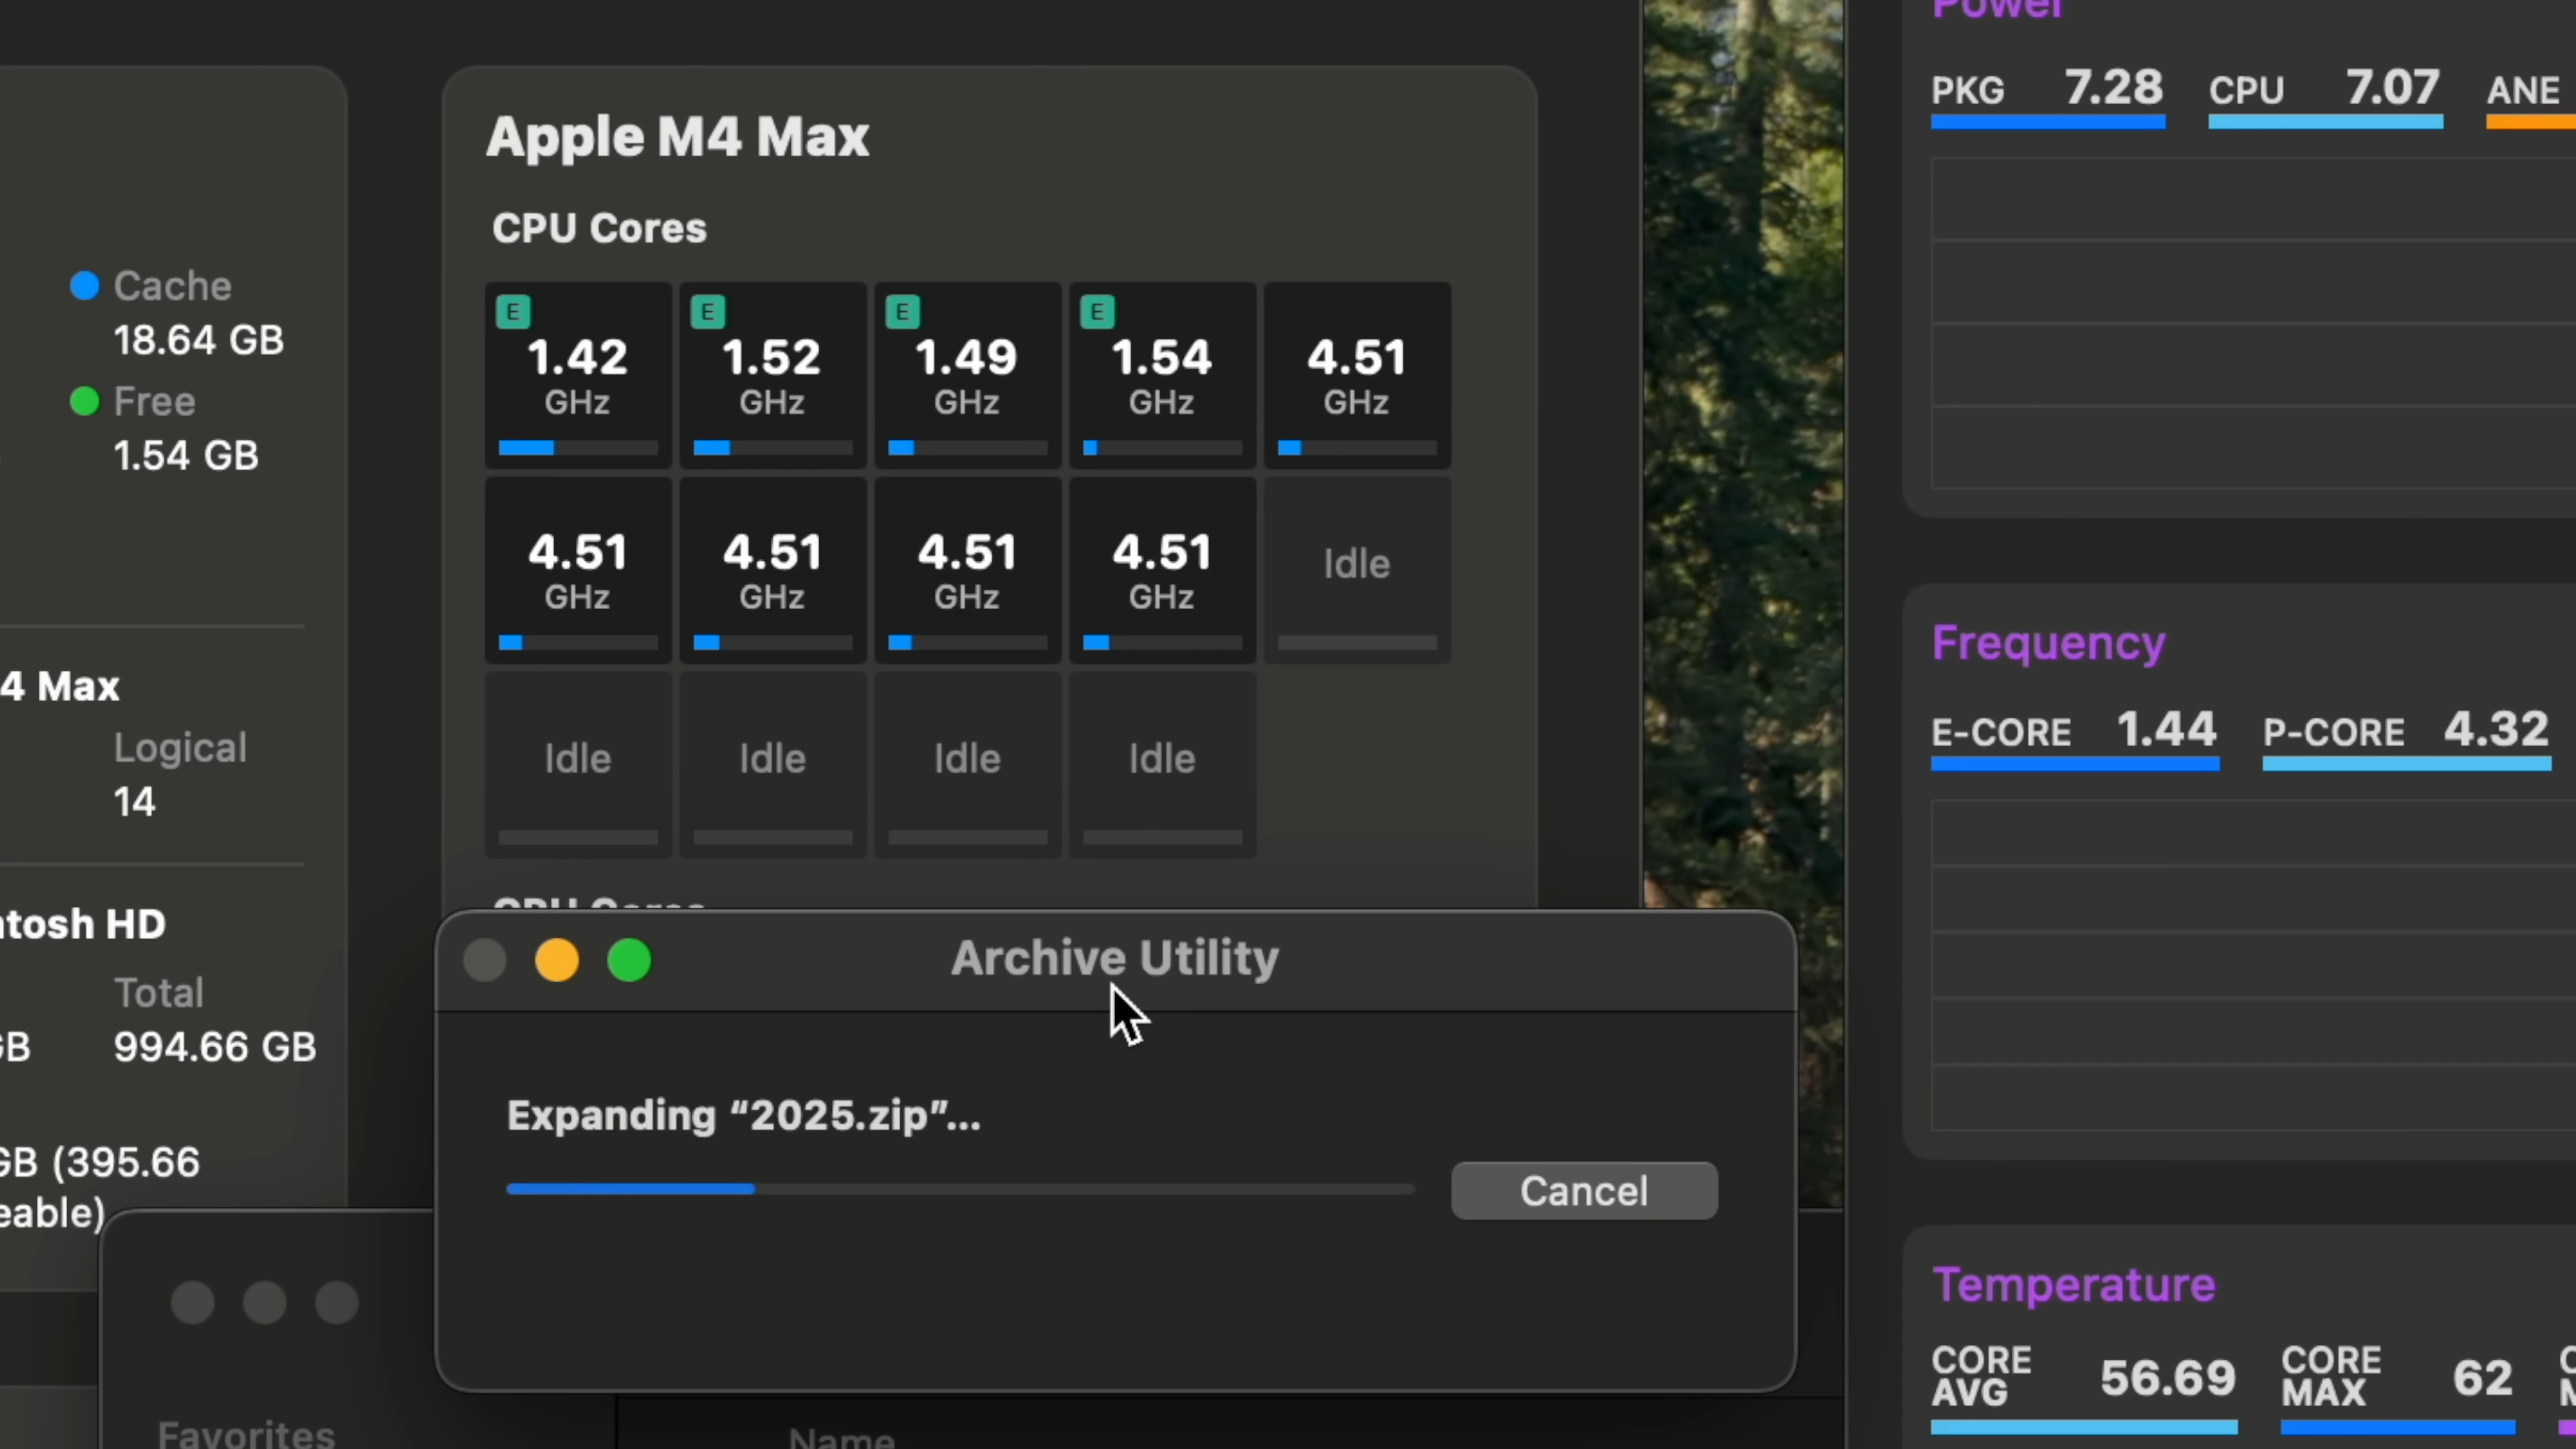 Cache
18.64 GB
Free
1.54 GB
4 Max
Logical
14
tosh HD
Total
GB 994.66 GB
GB (395.66
eable)
Apple M4 Max
CPU Cores
E E E E
1.42 1.52 1.49 1.54 4.51
GHz GHz GHz GHz GHz
4.51 4.51 4.51 4.51 Idle
GHz GHz GHz GHz
Idle Idle Idle Idle
CPU Cores
Archive Utility
Expanding “2025.zip”...
Cancel
Favorites
Name
Power
PKG 7.28 CPU 7.07 ANE
Frequency
E-CORE 1.44 P-CORE 4.32
Temperature
CORE AVG 56.69 CORE MAX 62